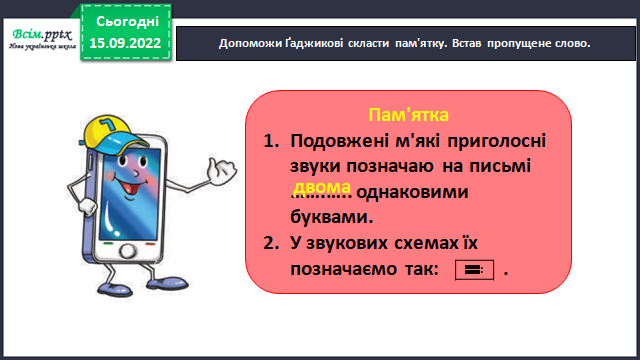 Всім.pptx
Нова українська школа
Сьогодні
15.09.2022
Допоможи Ґаджикові скласти пам'ятку. Встав пропущене слово.
Пам'ятка
1. Подовжені м'які приголосні
звуки позначаю на письмі
двома однаковими
буквами.
2. У звукових схемах їх
позначаємо так: [=:] .